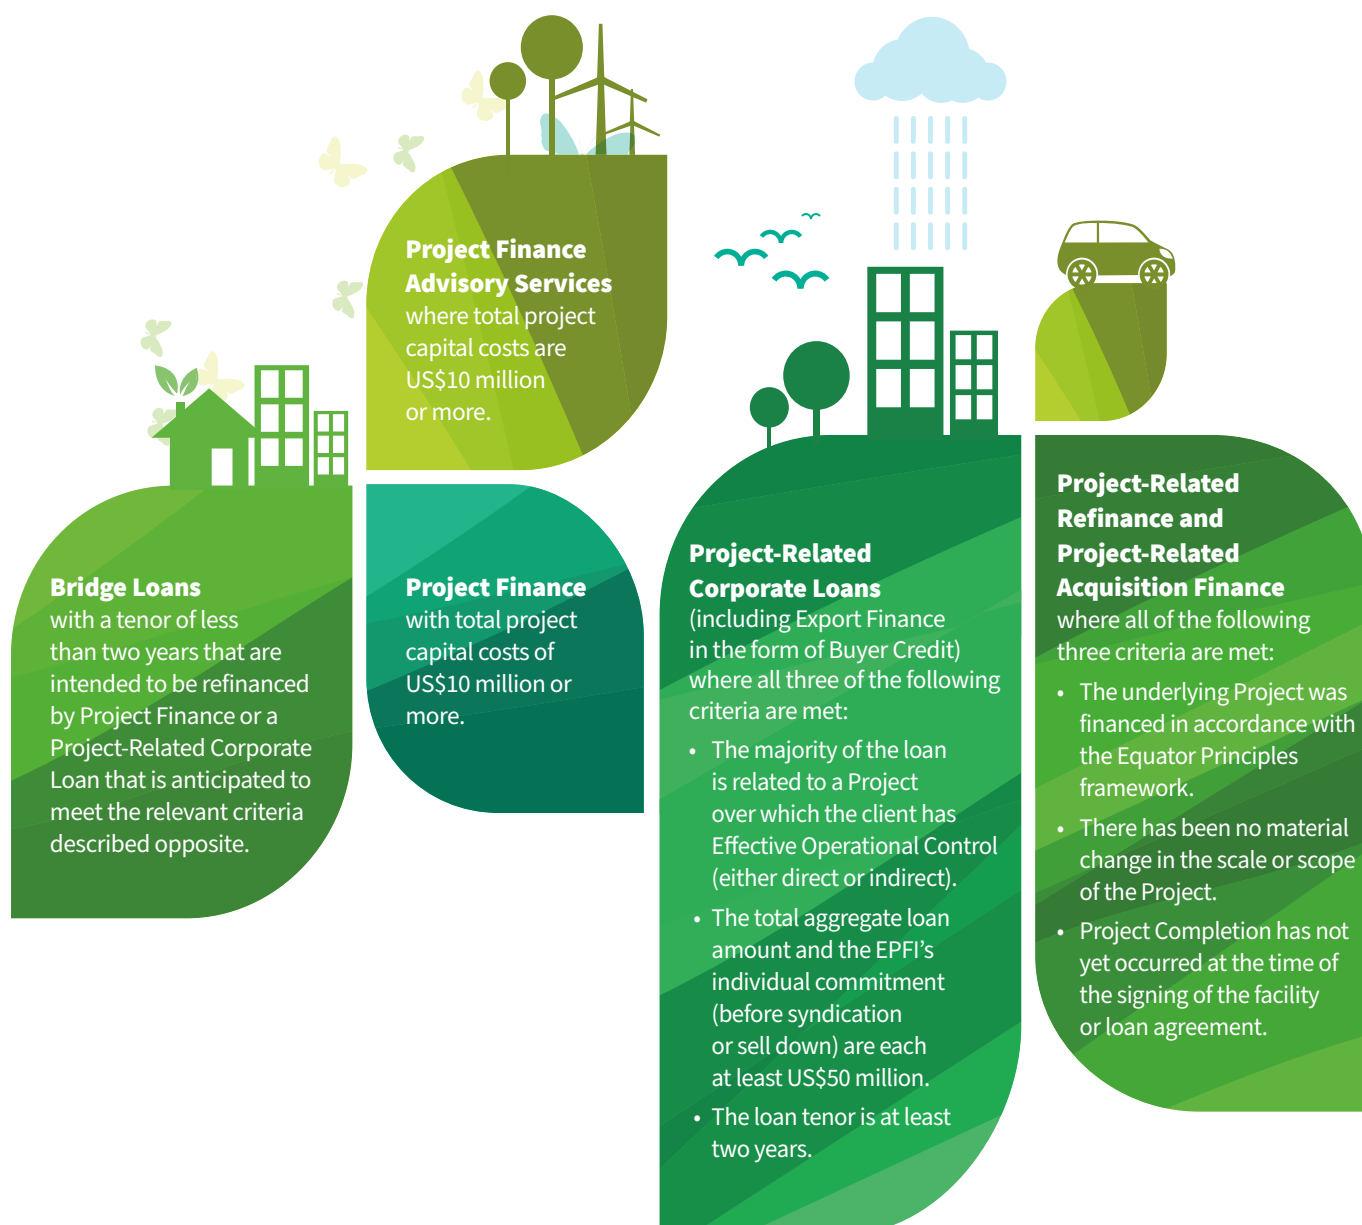 Project Finance
Advisory Services
where total project
capital costs are
US$10 million
or more.
Bridge Loans
with a tenor of less
than two years that are
intended to be refinanced
by Project Finance or a
Project-Related Corporate
Loan that is anticipated to
meet the relevant criteria
described opposite.
Project Finance
with total project
capital costs of
US$10 million or
more.
Project-Related
Corporate Loans
(including Export Finance
in the form of Buyer Credit)
where all three of the following
criteria are met:
• The majority of the loan
is related to a Project
over which the client has
Effective Operational Control
(either direct or indirect).
• The total aggregate loan
amount and the EPFI’s
individual commitment
(before syndication
or sell down) are each
at least US$50 million.
• The loan tenor is at least
two years.
Project-Related
Refinance and
Project-Related
Acquisition Finance
where all of the following
three criteria are met:
• The underlying Project was
financed in accordance with
the Equator Principles
framework.
• There has been no material
change in the scale or scope
of the Project.
• Project Completion has not
yet occurred at the time of
the signing of the facility
or loan agreement.